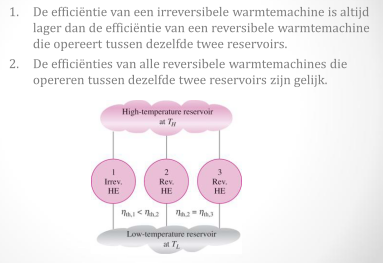 1. De efficiëntie van een irreversibele warmtemachine is altijd
lager dan de efficiëntie van een reversibele warmtemachine
die opereert tussen dezelfde twee reservoirs.
2. De efficiënties van alle reversibele warmtemachines die
opereren tussen dezelfde twee reservoirs zijn gelijk.
High-temperature reservoir
at T_H
1 2 3
Irrev. Rev. Rev.
HE HE HE
η_th,1 < η_th,2 η_th,2 = η_th,3
Low-temperature reservoir
at T_L